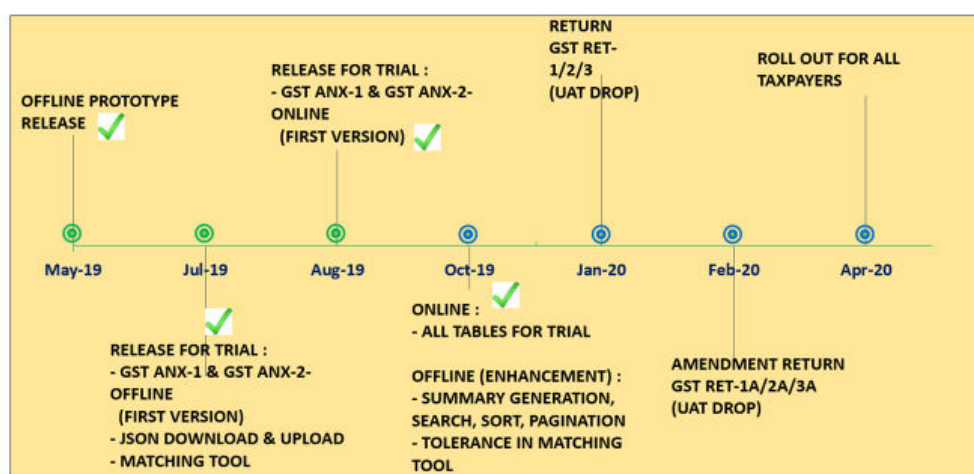 OFFLINE PROTOTYPE
RELEASE
RELEASE FOR TRIAL :
- GST ANX-1 & GST ANX-2-
ONLINE
(FIRST VERSION)
RETURN
GST RET-
1/2/3
(UAT DROP)
ROLL OUT FOR ALL
TAXPAYERS
May-19
Jul-19
Aug-19
Oct-19
Jan-20
Feb-20
Apr-20
RELEASE FOR TRIAL :
- GST ANX-1 & GST ANX-2-
OFFLINE
(FIRST VERSION)
- JSON DOWNLOAD & UPLOAD
- MATCHING TOOL
ONLINE :
- ALL TABLES FOR TRIAL
OFFLINE (ENHANCEMENT) :
- SUMMARY GENERATION,
SEARCH, SORT, PAGINATION
- TOLERANCE IN MATCHING
TOOL
AMENDMENT RETURN
GST RET-1A/2A/3A
(UAT DROP)